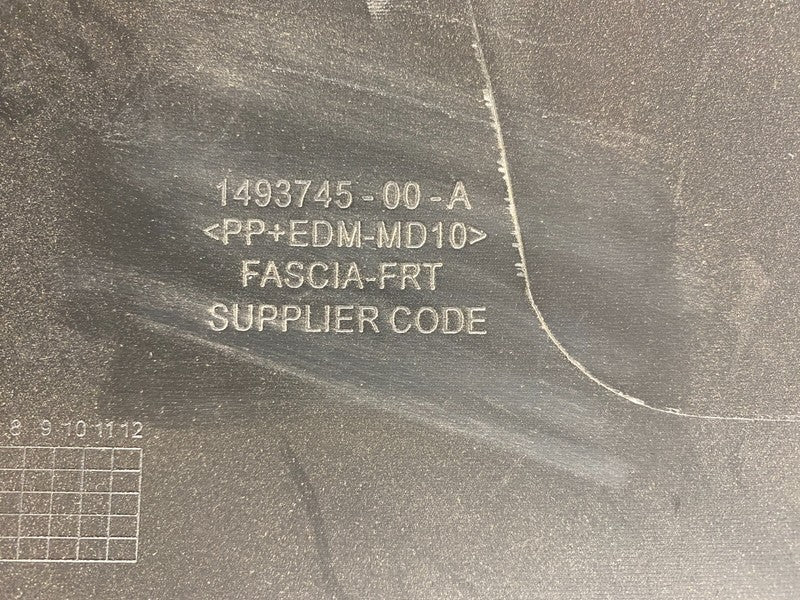 1493745-00-A
<PP+EDM-MD10>
FASCIA-FRT
SUPPLIER CODE
8 9 10 11 12